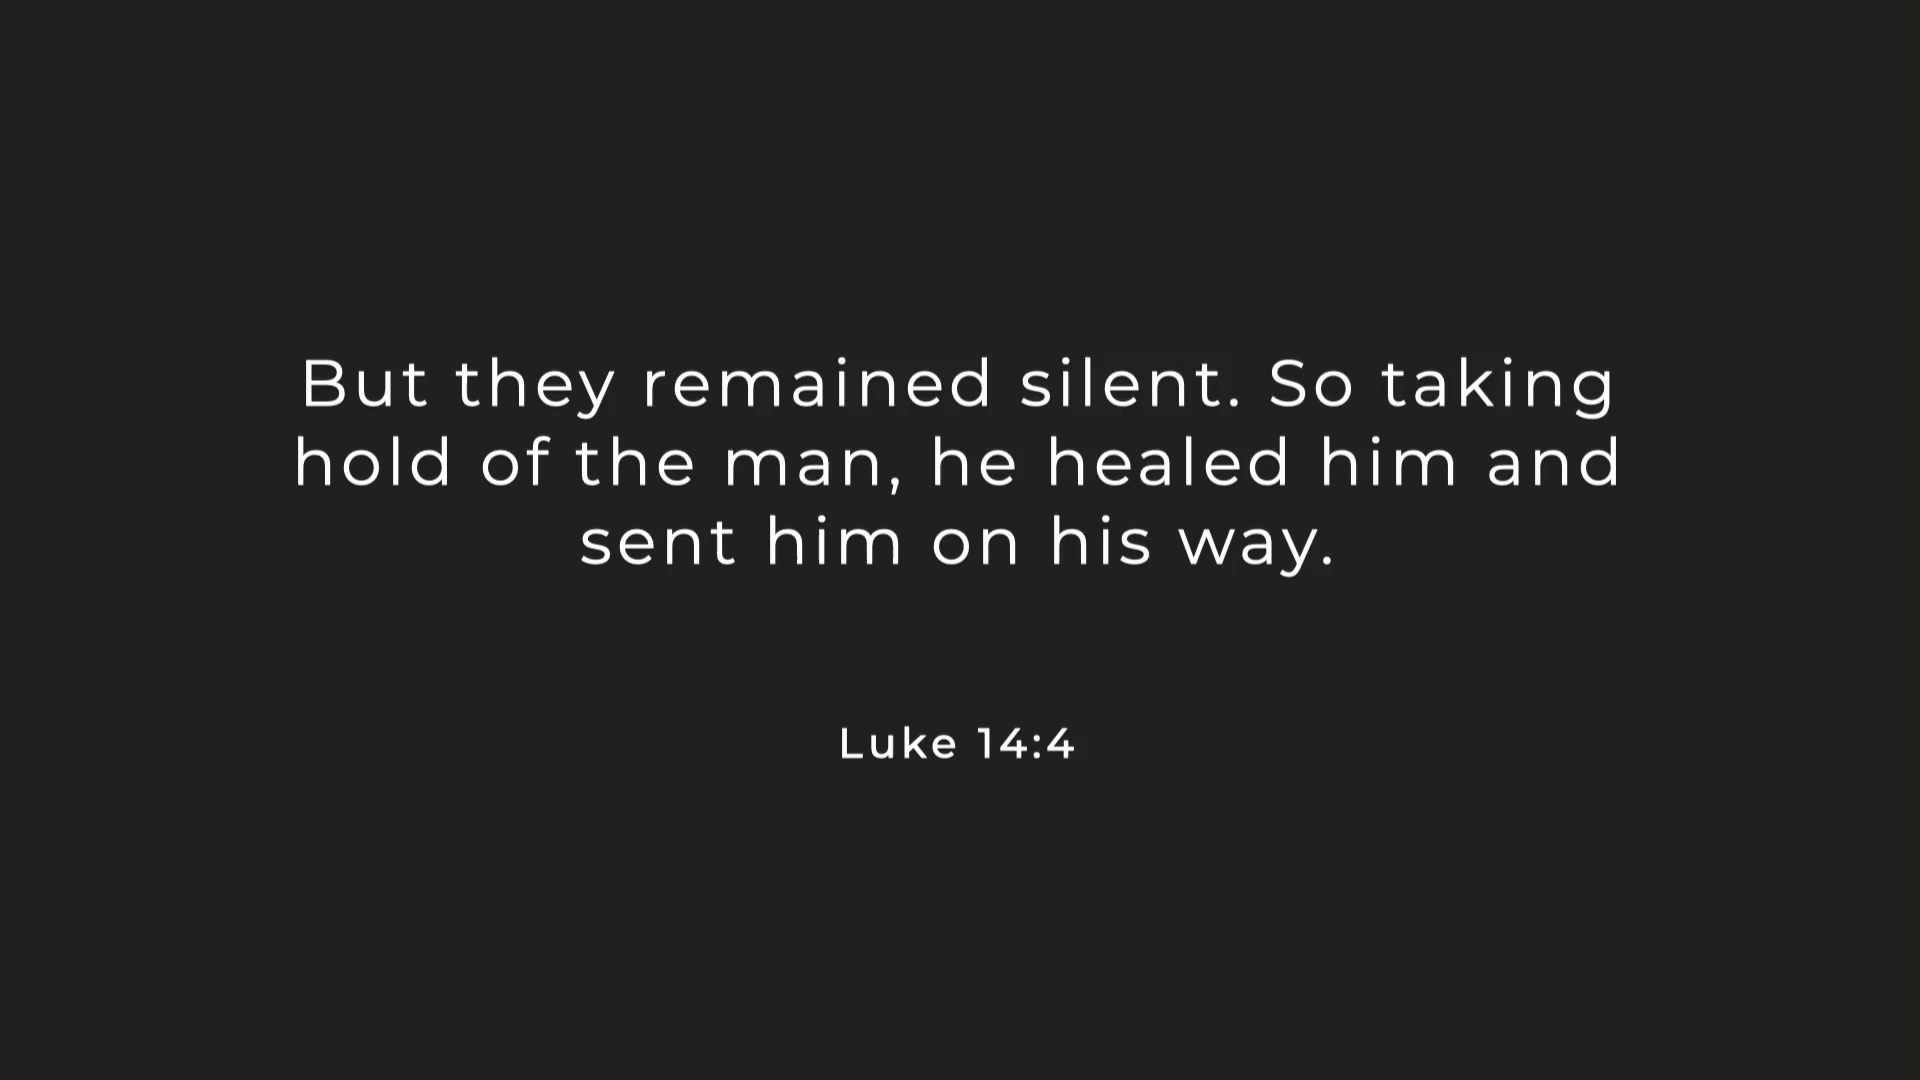 But they remained silent. So taking
hold of the man, he healed him and
sent him on his way.
Luke 14:4